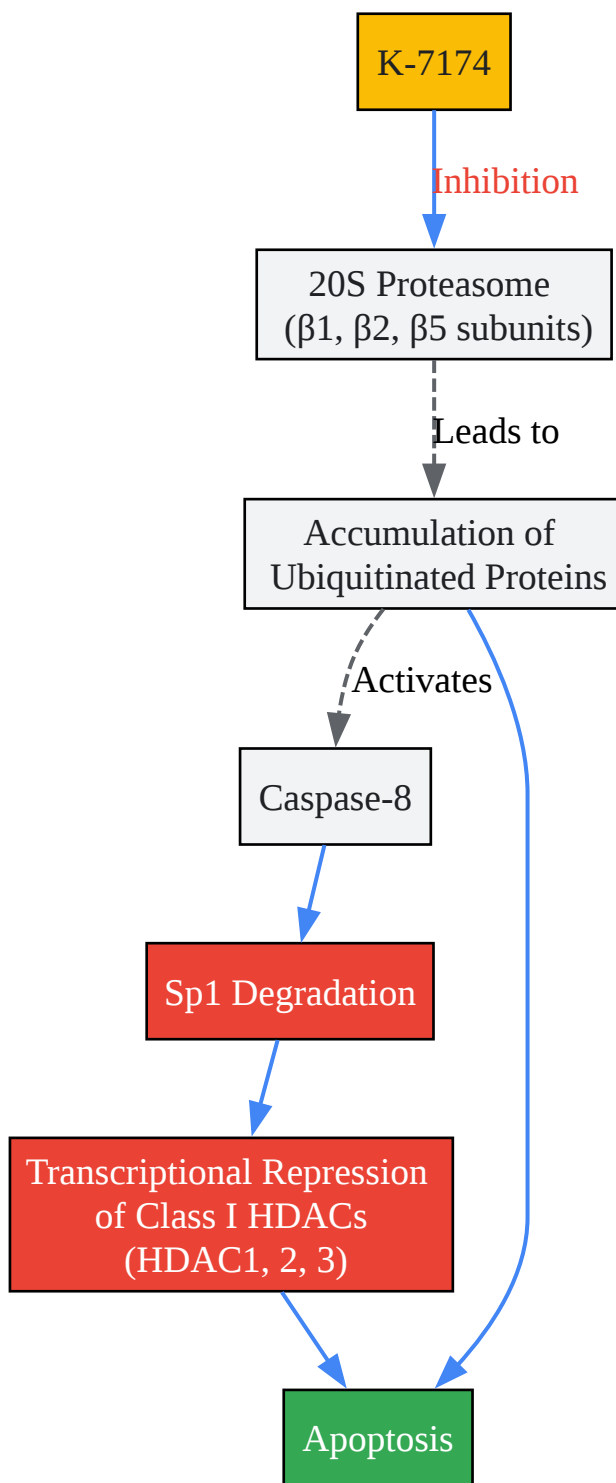 K-7174
Inhibition
20S Proteasome
(β1, β2, β5 subunits)
Leads to
Accumulation of
Ubiquitinated Proteins
Activates
Caspase-8
Sp1 Degradation
Transcriptional Repression
of Class I HDACs
(HDAC1, 2, 3)
Apoptosis